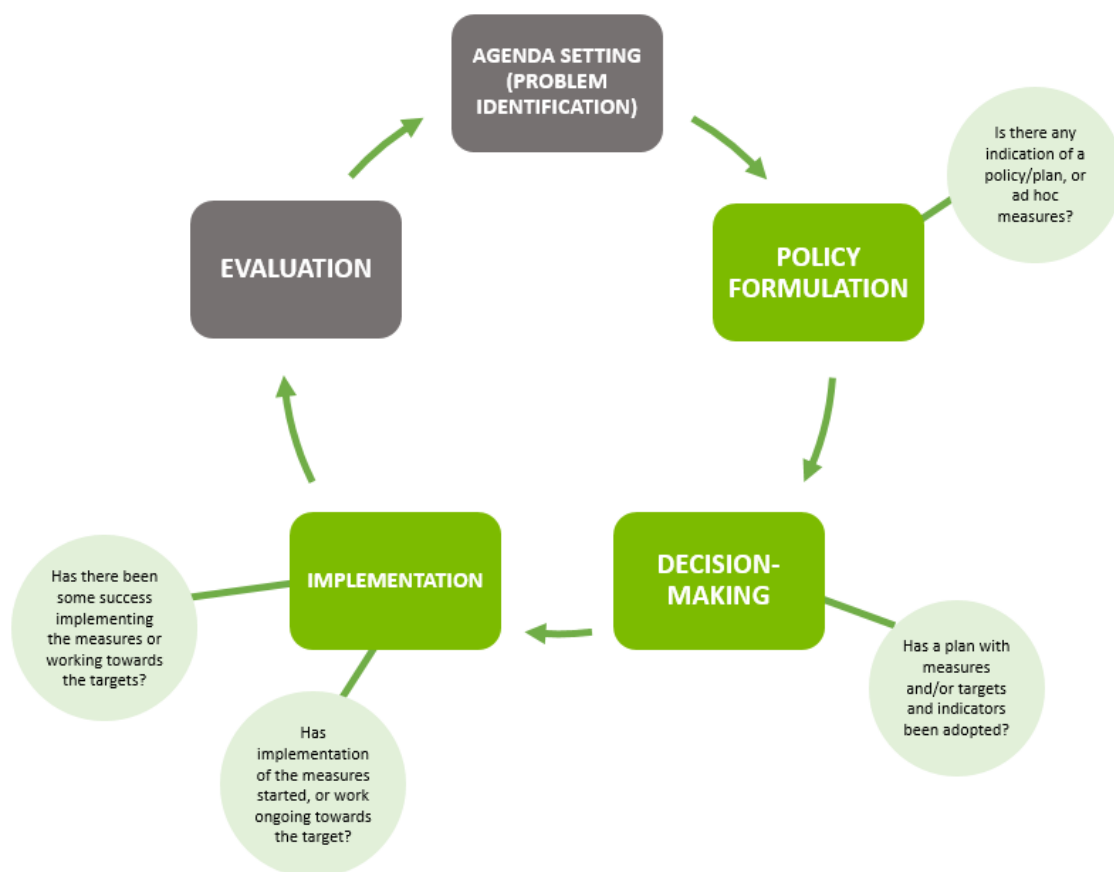 AGENDA SETTING
(PROBLEM
IDENTIFICATION)
Is there any
indication of a
policy/plan, or
ad hoc
measures?
POLICY
FORMULATION
EVALUATION
DECISION-
MAKING
IMPLEMENTATION
Has there been
some success
implementing
the measures or
working towards
the targets?
Has a plan with
measures
and/or targets
and indicators
been adopted?
Has
implementation
of the measures
started, or work
ongoing towards
the target?